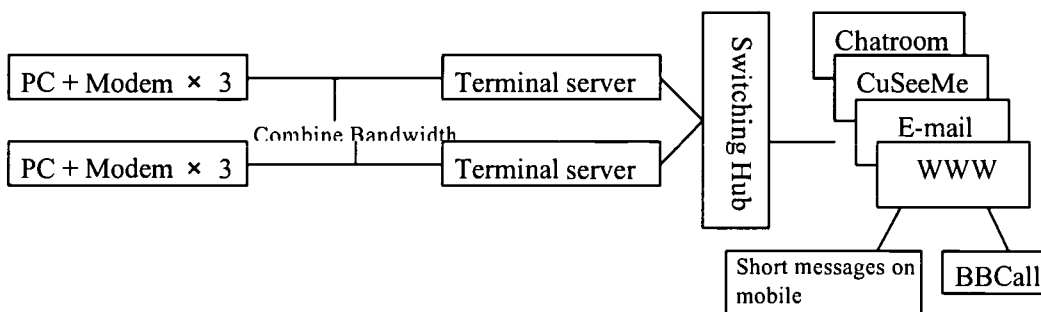 PC + Modem × 3
Terminal server
Combine Bandwidth
PC + Modem × 3
Terminal server
Switching Hub
Chatroom
CuSeeMe
E-mail
WWW
Short messages on
mobile
BBCall